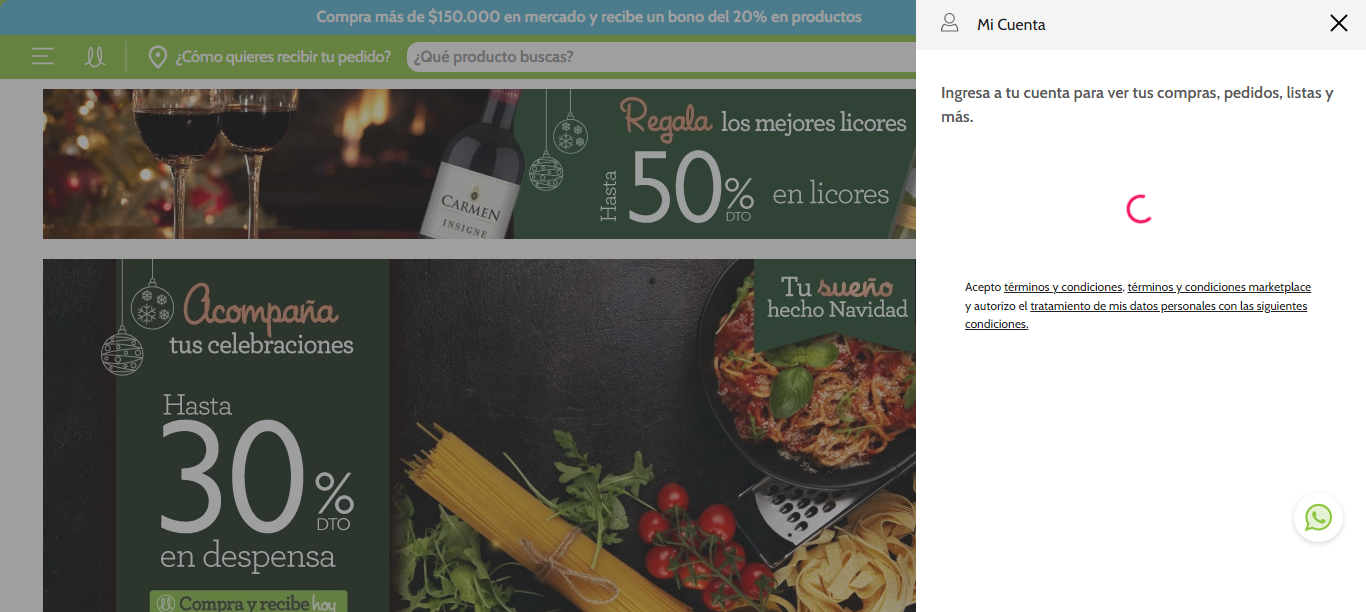 Compra más de $150.000 en mercado y recibe un bono del 20% en productos
¿Cómo quieres recibir tu pedido?
¿Qué producto buscas?
Regala los mejores licores
Hasta 50% DTO en licores
CARMEN
INSIGNE
Acompaña
tus celebraciones
Hasta
30%
DTO
en despensa
Compra y recibe hoy
Tu sueño
hecho Navidad
Mi Cuenta
Ingresa a tu cuenta para ver tus compras, pedidos, listas y
más.
Acepto términos y condiciones, términos y condiciones marketplace
y autorizo el tratamiento de mis datos personales con las siguientes
condiciones.